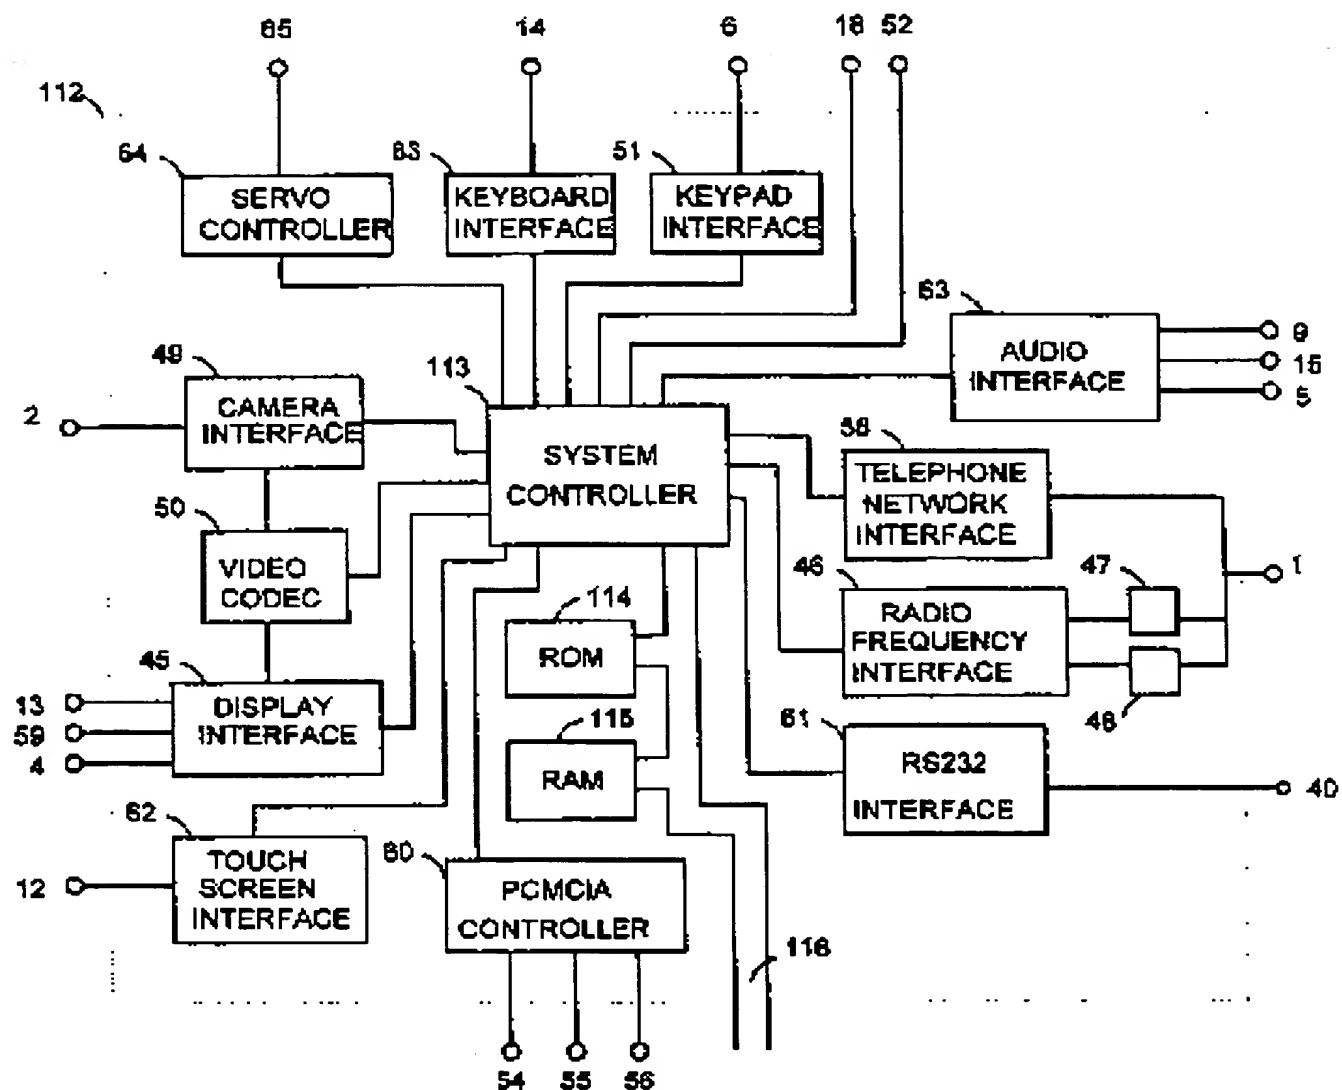 65
14
6
18
52
112
64
63
51
SERVO
CONTROLLER
KEYBOARD
INTERFACE
KEYPAD
INTERFACE
63
AUDIO
INTERFACE
9
15
5
49
CAMERA
INTERFACE
2
113
SYSTEM
CONTROLLER
58
TELEPHONE
NETWORK
INTERFACE
50
VIDEO
CODEC
46
RADIO
FREQUENCY
INTERFACE
47
1
48
114
ROM
45
DISPLAY
INTERFACE
13
59
4
115
RAM
61
RS232
INTERFACE
40
62
TOUCH
SCREEN
INTERFACE
12
60
PCMCIA
CONTROLLER
116
54
55
56